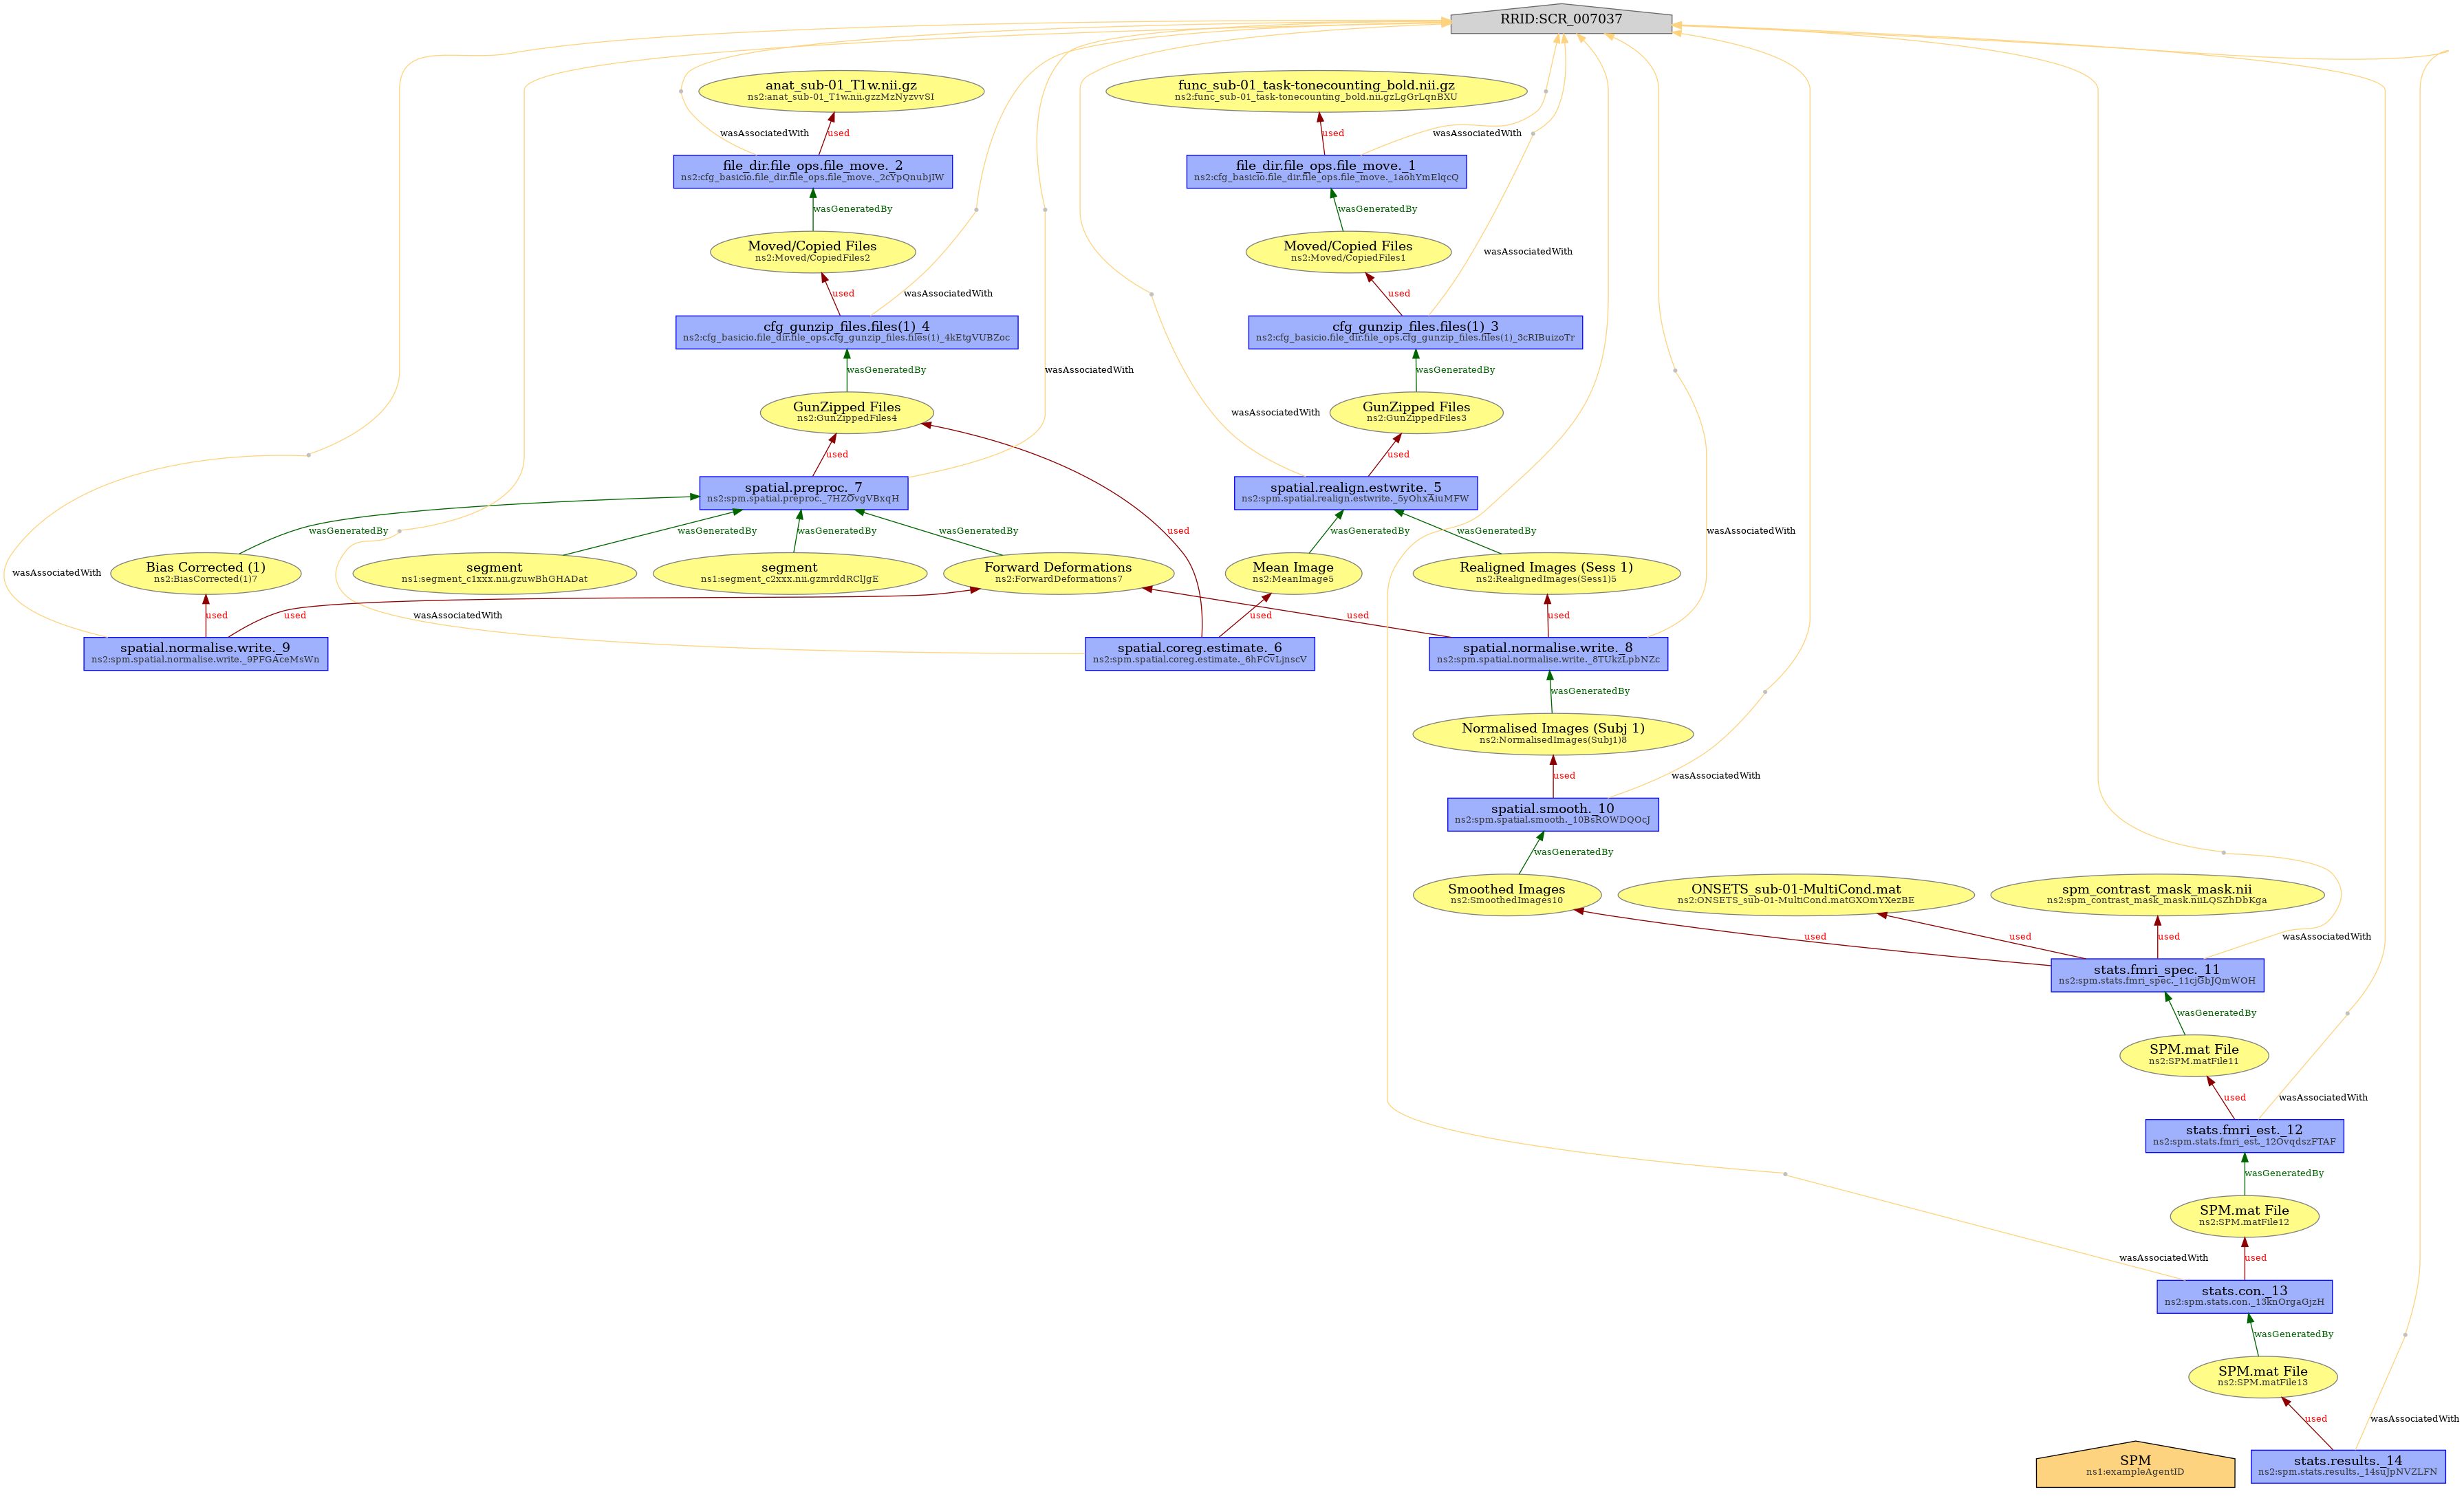 RRID:SCR_007037
anat_sub-01_T1w.nii.gz
ns2:anat_sub-01_T1w.nii.gzzMzNyzvvSI
func_sub-01_task-tonecounting_bold.nii.gz
ns2:func_sub-01_task-tonecounting_bold.nii.gzLgGrLqnBXU
wasAssociatedWith
used
used
wasAssociatedWith
file_dir.file_ops.file_move._2
ns2:cfg_basicio.file_dir.file_ops.file_move._2cYpQnubjIW
file_dir.file_ops.file_move._1
ns2:cfg_basicio.file_dir.file_ops.file_move._1aohYmElqcQ
wasGeneratedBy
wasGeneratedBy
Moved/Copied Files
ns2:Moved/CopiedFiles2
Moved/Copied Files
ns2:Moved/CopiedFiles1
wasAssociatedWith
used
wasAssociatedWith
used
cfg_gunzip_files.files(1)_4
ns2:cfg_basicio.file_dir.file_ops.cfg_gunzip_files.files(1)_4kEtgVUBZoc
cfg_gunzip_files.files(1)_3
ns2:cfg_basicio.file_dir.file_ops.cfg_gunzip_files.files(1)_3cRIBuizoTr
wasGeneratedBy
wasAssociatedWith
wasGeneratedBy
GunZipped Files
ns2:GunZippedFiles4
GunZipped Files
ns2:GunZippedFiles3
wasAssociatedWith
used
used
spatial.preproc._7
ns2:spm.spatial.preproc._7HZOvgVBxqH
spatial.realign.estwrite._5
ns2:spm.spatial.realign.estwrite._5yOhxAiuMFW
wasGeneratedBy
wasGeneratedBy
wasGeneratedBy
wasGeneratedBy
used
wasGeneratedBy
wasGeneratedBy
wasAssociatedWith
wasAssociatedWith
Bias Corrected (1)
ns2:BiasCorrected(1)7
segment
ns1:segment_c1xxx.nii.gzuwBhGHADat
segment
ns1:segment_c2xxx.nii.gzmrddRClJgE
Forward Deformations
ns2:ForwardDeformations7
Mean Image
ns2:MeanImage5
Realigned Images (Sess 1)
ns2:RealignedImages(Sess1)5
used
used
wasAssociatedWith
used
used
used
spatial.normalise.write._9
ns2:spm.spatial.normalise.write._9PFGAceMsWn
spatial.coreg.estimate._6
ns2:spm.spatial.coreg.estimate._6hFCvLjnscV
spatial.normalise.write._8
ns2:spm.spatial.normalise.write._8TUkzLpbNZc
wasGeneratedBy
Normalised Images (Subj 1)
ns2:NormalisedImages(Subj1)8
used
wasAssociatedWith
spatial.smooth._10
ns2:spm.spatial.smooth._10BsROWDQOcJ
wasGeneratedBy
Smoothed Images
ns2:SmoothedImages10
ONSETS_sub-01-MultiCond.mat
ns2:ONSETS_sub-01-MultiCond.matGXOmYXezBE
spm_contrast_mask_mask.nii
ns2:spm_contrast_mask_mask.niiLQSZhDbKga
used
used
used
wasAssociatedWith
stats.fmri_spec._11
ns2:spm.stats.fmri_spec._11cjGbJQmWOH
wasGeneratedBy
SPM.mat File
ns2:SPM.matFile11
used
wasAssociatedWith
stats.fmri_est._12
ns2:spm.stats.fmri_est._12OvqdszFTAF
wasGeneratedBy
SPM.mat File
ns2:SPM.matFile12
wasAssociatedWith
used
stats.con._13
ns2:spm.stats.con._13knOrgaGjzH
wasGeneratedBy
SPM.mat File
ns2:SPM.matFile13
used
wasAssociatedWith
SPM
ns1:exampleAgentID
stats.results._14
ns2:spm.stats.results._14suJpNVZLFN